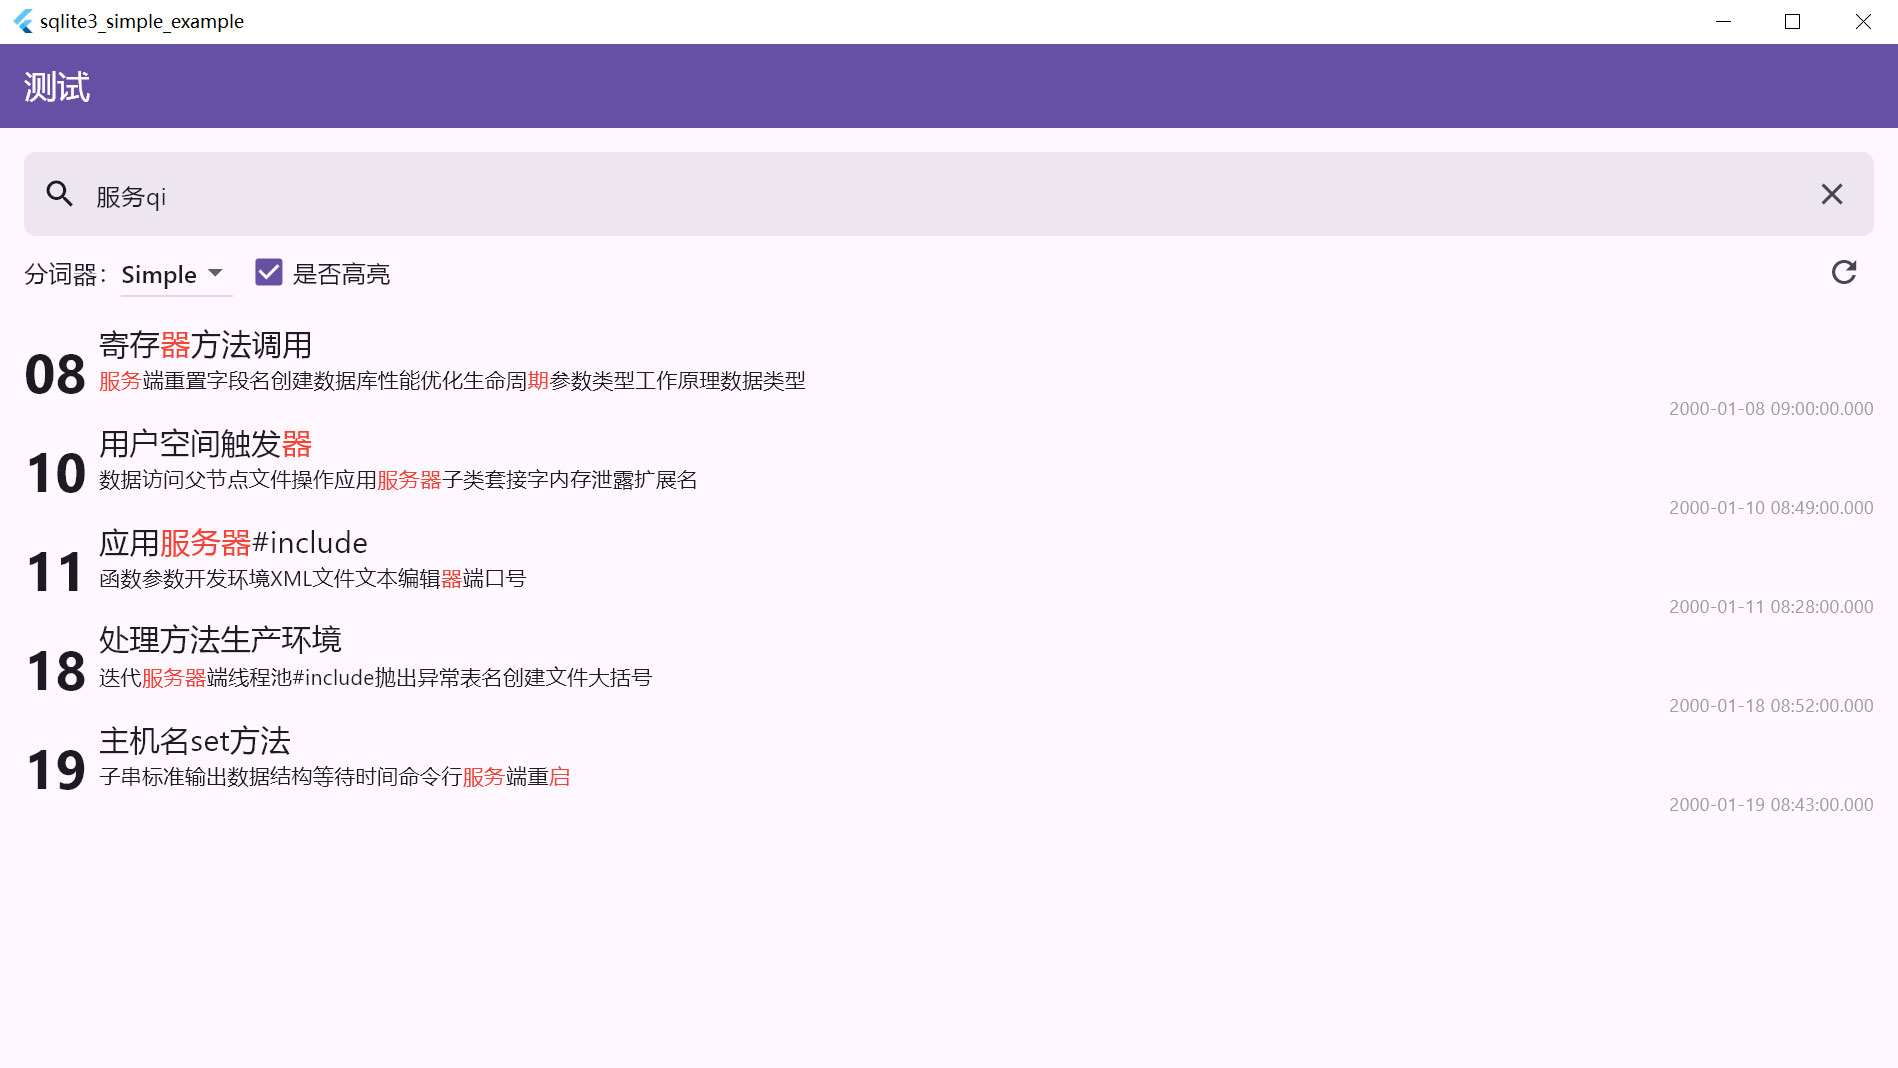 sqlite3_simple_example
测试
服务qi
分词器：Simple 是否高亮
08
寄存器方法调用
服务端重置字段名创建数据库性能优化生命周期参数类型工作原理数据类型
2000-01-08 09:00:00.000
10
用户空间触发器
数据访问父节点文件操作应用服务器子类套接字内存泄露扩展名
2000-01-10 08:49:00.000
11
应用服务器#include
函数参数开发环境XML文件文本编辑器端口号
2000-01-11 08:28:00.000
18
处理方法生产环境
迭代服务器端线程池#include抛出异常表名创建文件大括号
2000-01-18 08:52:00.000
19
主机名set方法
子串标准输出数据结构等待时间命令行服务端重启
2000-01-19 08:43:00.000